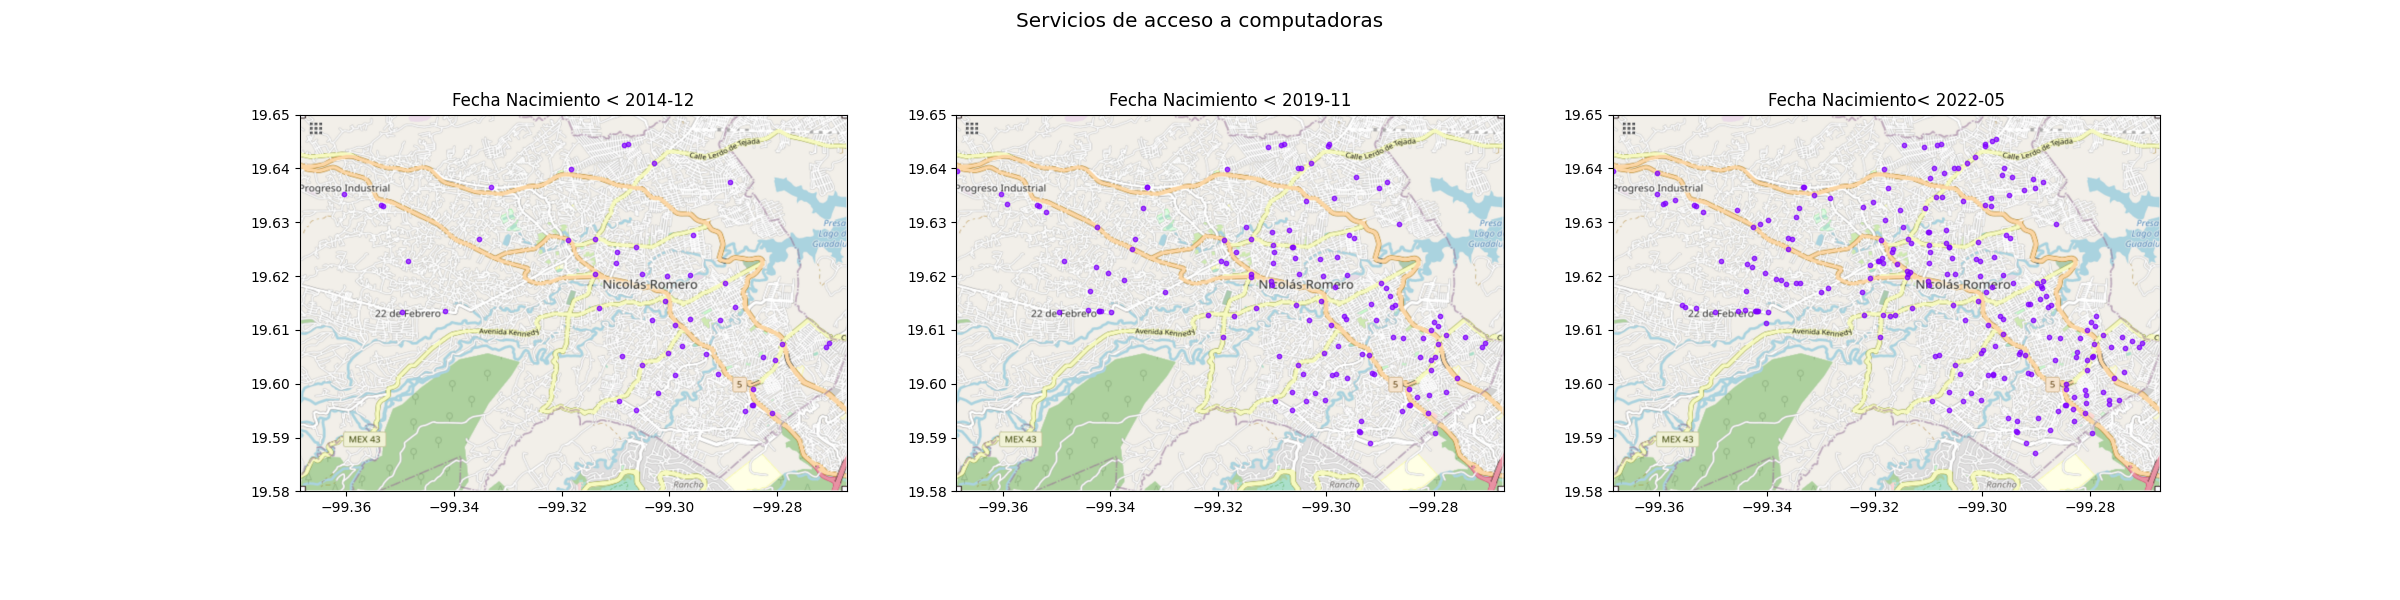 Servicios de acceso a computadoras
Fecha Nacimiento < 2014-12
19.65
19.64
19.63
19.62
19.61
19.60
19.59
19.58
−99.36
−99.34
−99.32
−99.30
−99.28
Calle Lerdo de Tejada
Progreso Industrial
Presa
Lago d
Guadalu
Nicolás Romero
22 de Febrero
Avenida Kennedy
5
MEX 43
Rancho
Fecha Nacimiento < 2019-11
19.65
19.64
19.63
19.62
19.61
19.60
19.59
19.58
−99.36
−99.34
−99.32
−99.30
−99.28
Calle Lerdo de Tejada
Progreso Industrial
Presa
Lago d
Guadalu
Nicolás Romero
22 de Febrero
Avenida Kennedy
5
MEX 43
Rancho
Fecha Nacimiento< 2022-05
19.65
19.64
19.63
19.62
19.61
19.60
19.59
19.58
−99.36
−99.34
−99.32
−99.30
−99.28
Calle Lerdo de Tejada
Progreso Industrial
Presa
Lago d
Guadalu
Nicolás Romero
22 de Febrero
Avenida Kennedy
5
MEX 43
Rancho